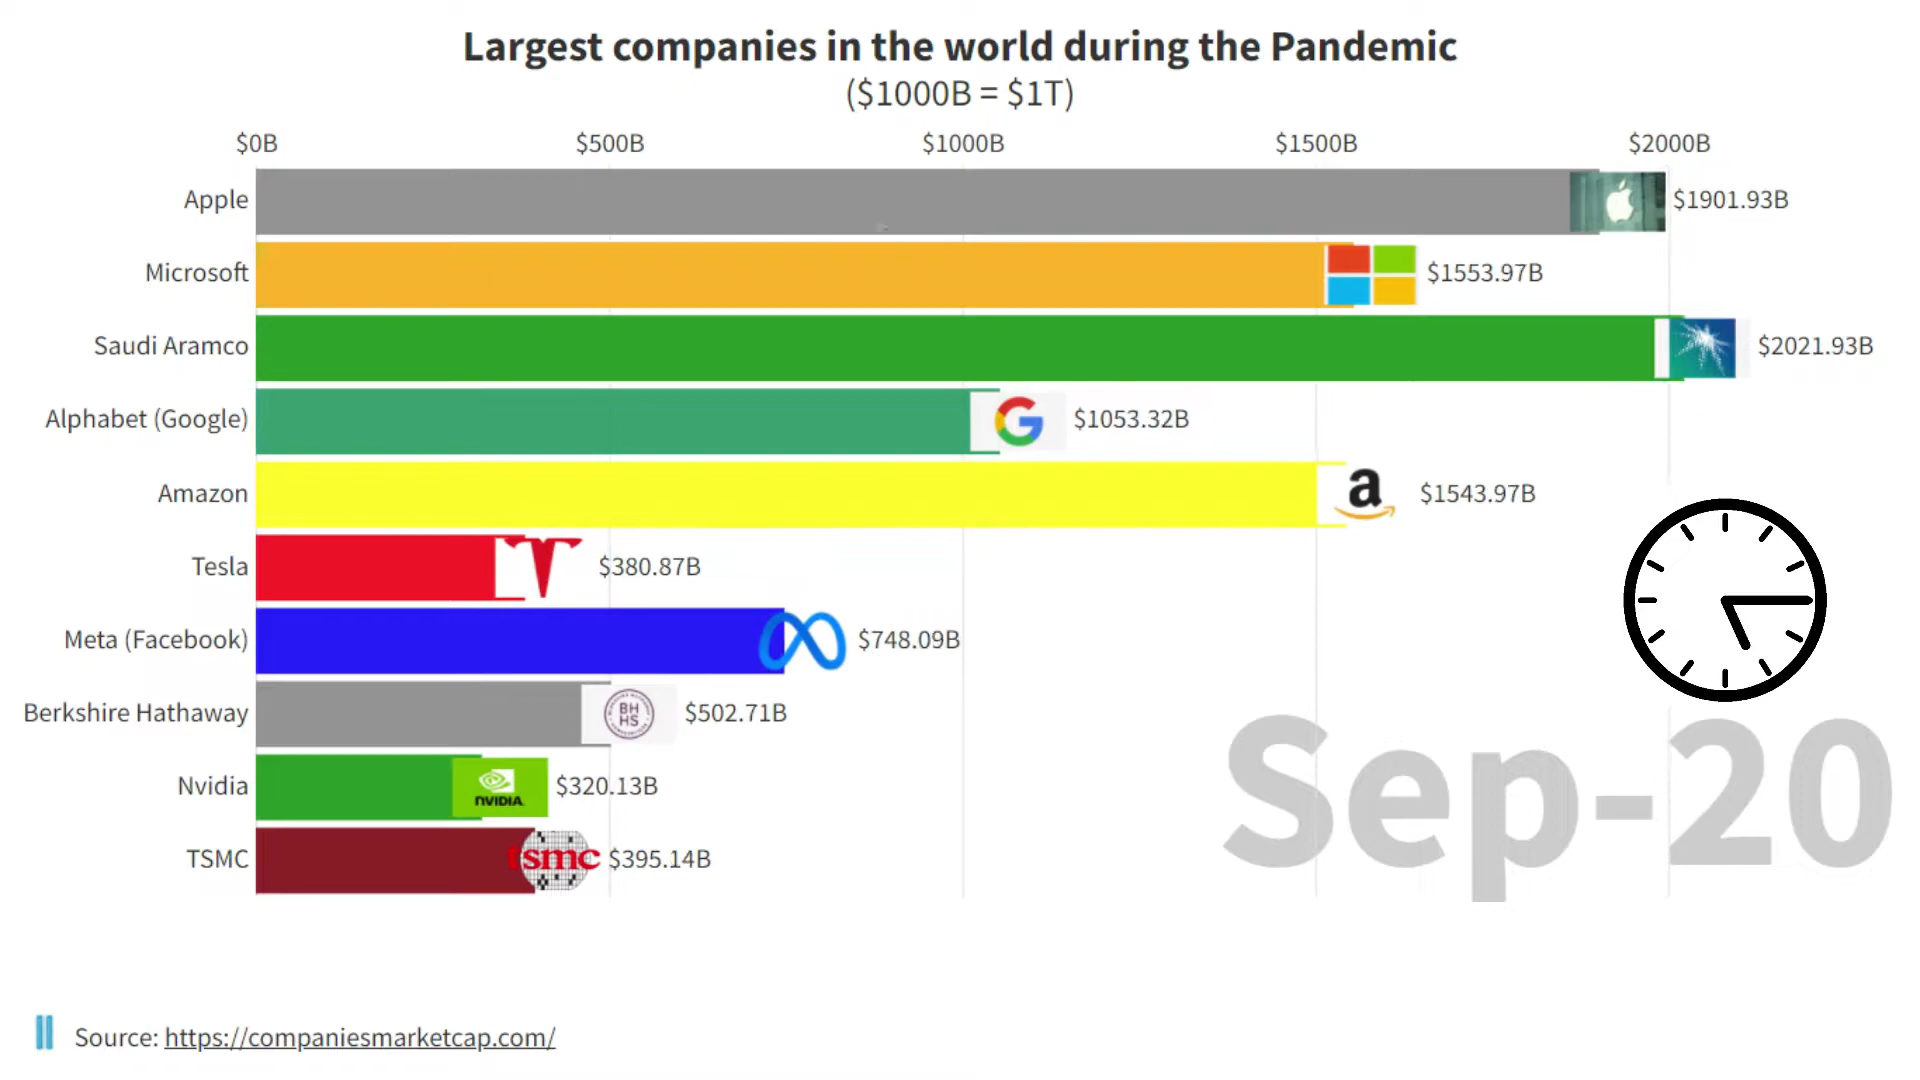 Largest companies in the world during the Pandemic
($1000B = $1T)
$0B $500B $1000B $1500B $2000B
Apple $1901.93B
Microsoft $1553.97B
Saudi Aramco $2021.93B
Alphabet (Google) G $1053.32B
Amazon a $1543.97B
Tesla $380.87B
Meta (Facebook) $748.09B
Berkshire Hathaway BH HS $502.71B
Nvidia NVIDIA $320.13B
TSMC tsmc $395.14B
Sep-20
Source: https://companiesmarketcap.com/